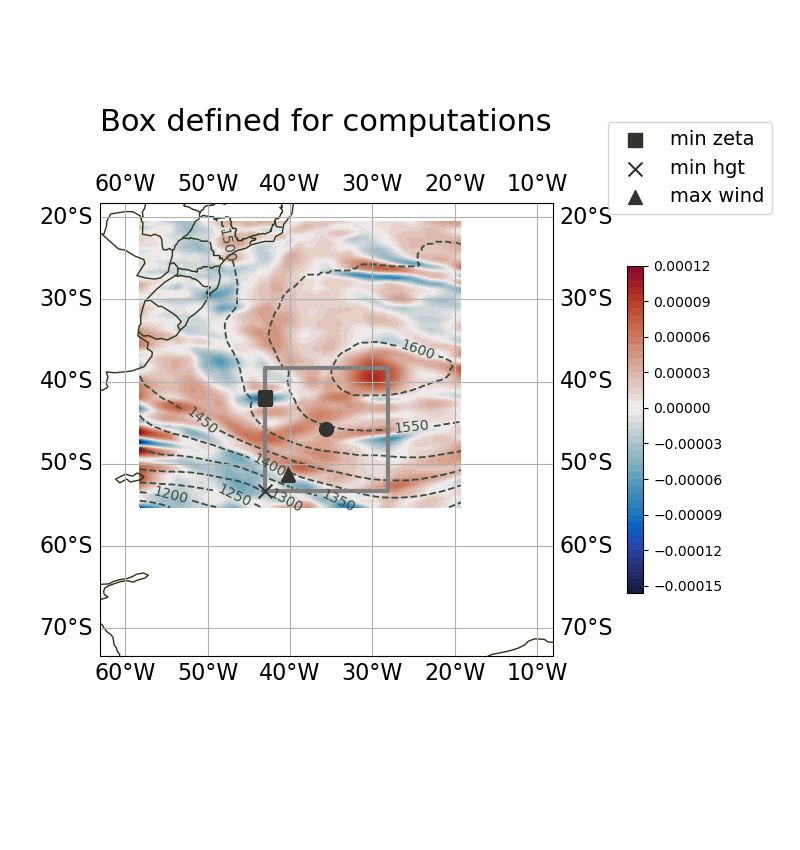 Box defined for computations
min zeta
min hgt
max wind
60°W 50°W 40°W 30°W 20°W 10°W
20°S 20°S
30°S 30°S
40°S 40°S
50°S 50°S
60°S 60°S
70°S 70°S
60°W 50°W 40°W 30°W 20°W 10°W
1500
1600
1450
1550
1400
1200
1250
1300
1350
0.00012
0.00009
0.00006
0.00003
0.00000
−0.00003
−0.00006
−0.00009
−0.00012
−0.00015